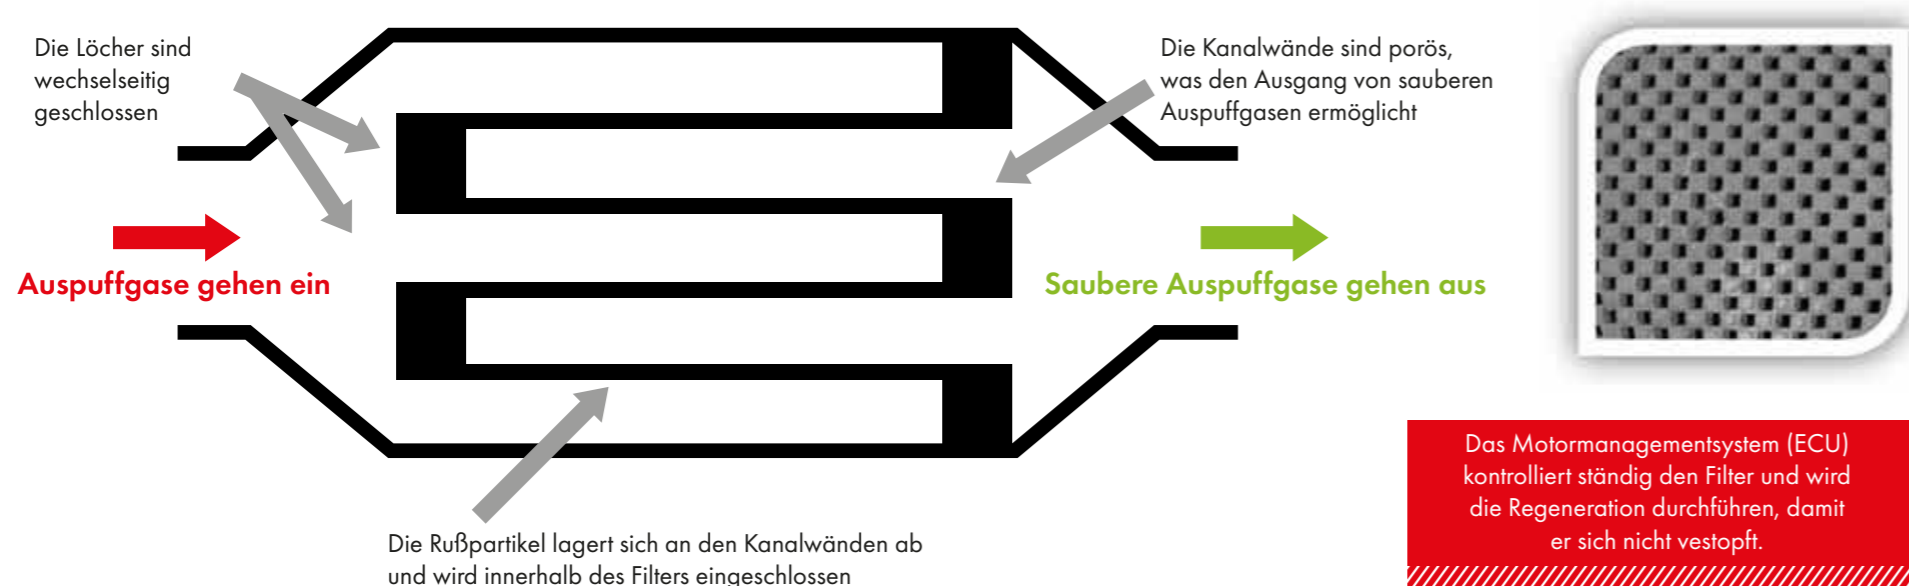 Die Löcher sind
wechselseitig
geschlossen
Die Kanalwände sind porös,
was den Ausgang von sauberen
Auspuffgasen ermöglicht
Auspuffgase gehen ein
Saubere Auspuffgase gehen aus
Die Rußpartikel lagert sich an den Kanalwänden ab
und wird innerhalb des Filters eingeschlossen
Das Motormanagementsystem (ECU)
kontrolliert ständig den Filter und wird
die Regeneration durchführen, damit
er sich nicht vestopft.